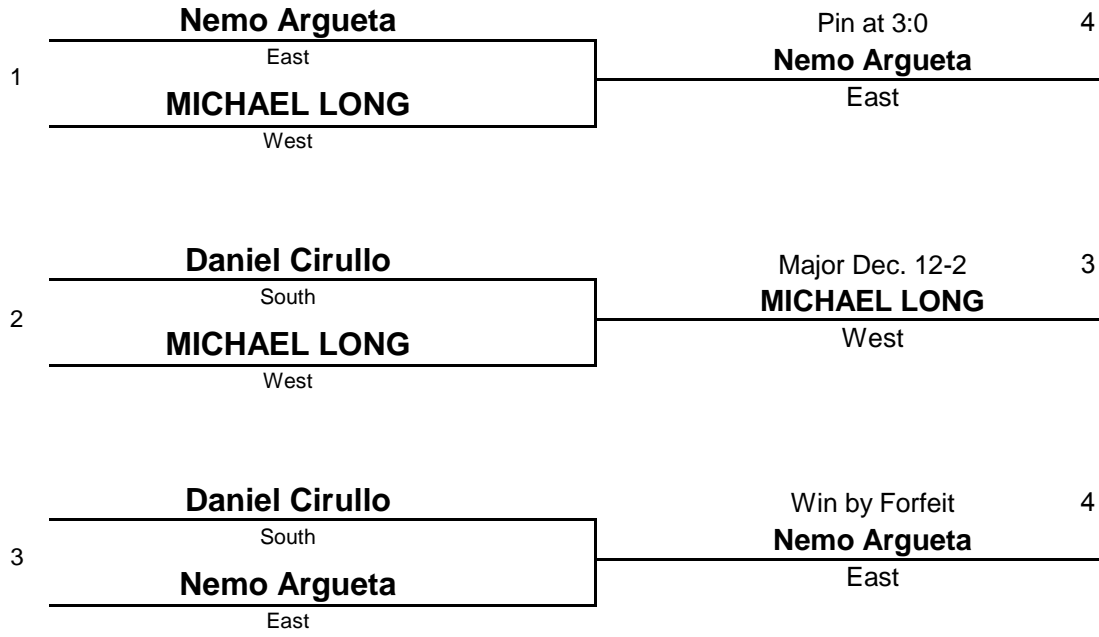 Nemo Argueta
East
1
MICHAEL LONG
West
Pin at 3:0 4
Nemo Argueta
East
Daniel Cirullo
South
2
MICHAEL LONG
West
Major Dec. 12-2 3
MICHAEL LONG
West
Daniel Cirullo
South
3
Nemo Argueta
East
Win by Forfeit 4
Nemo Argueta
East